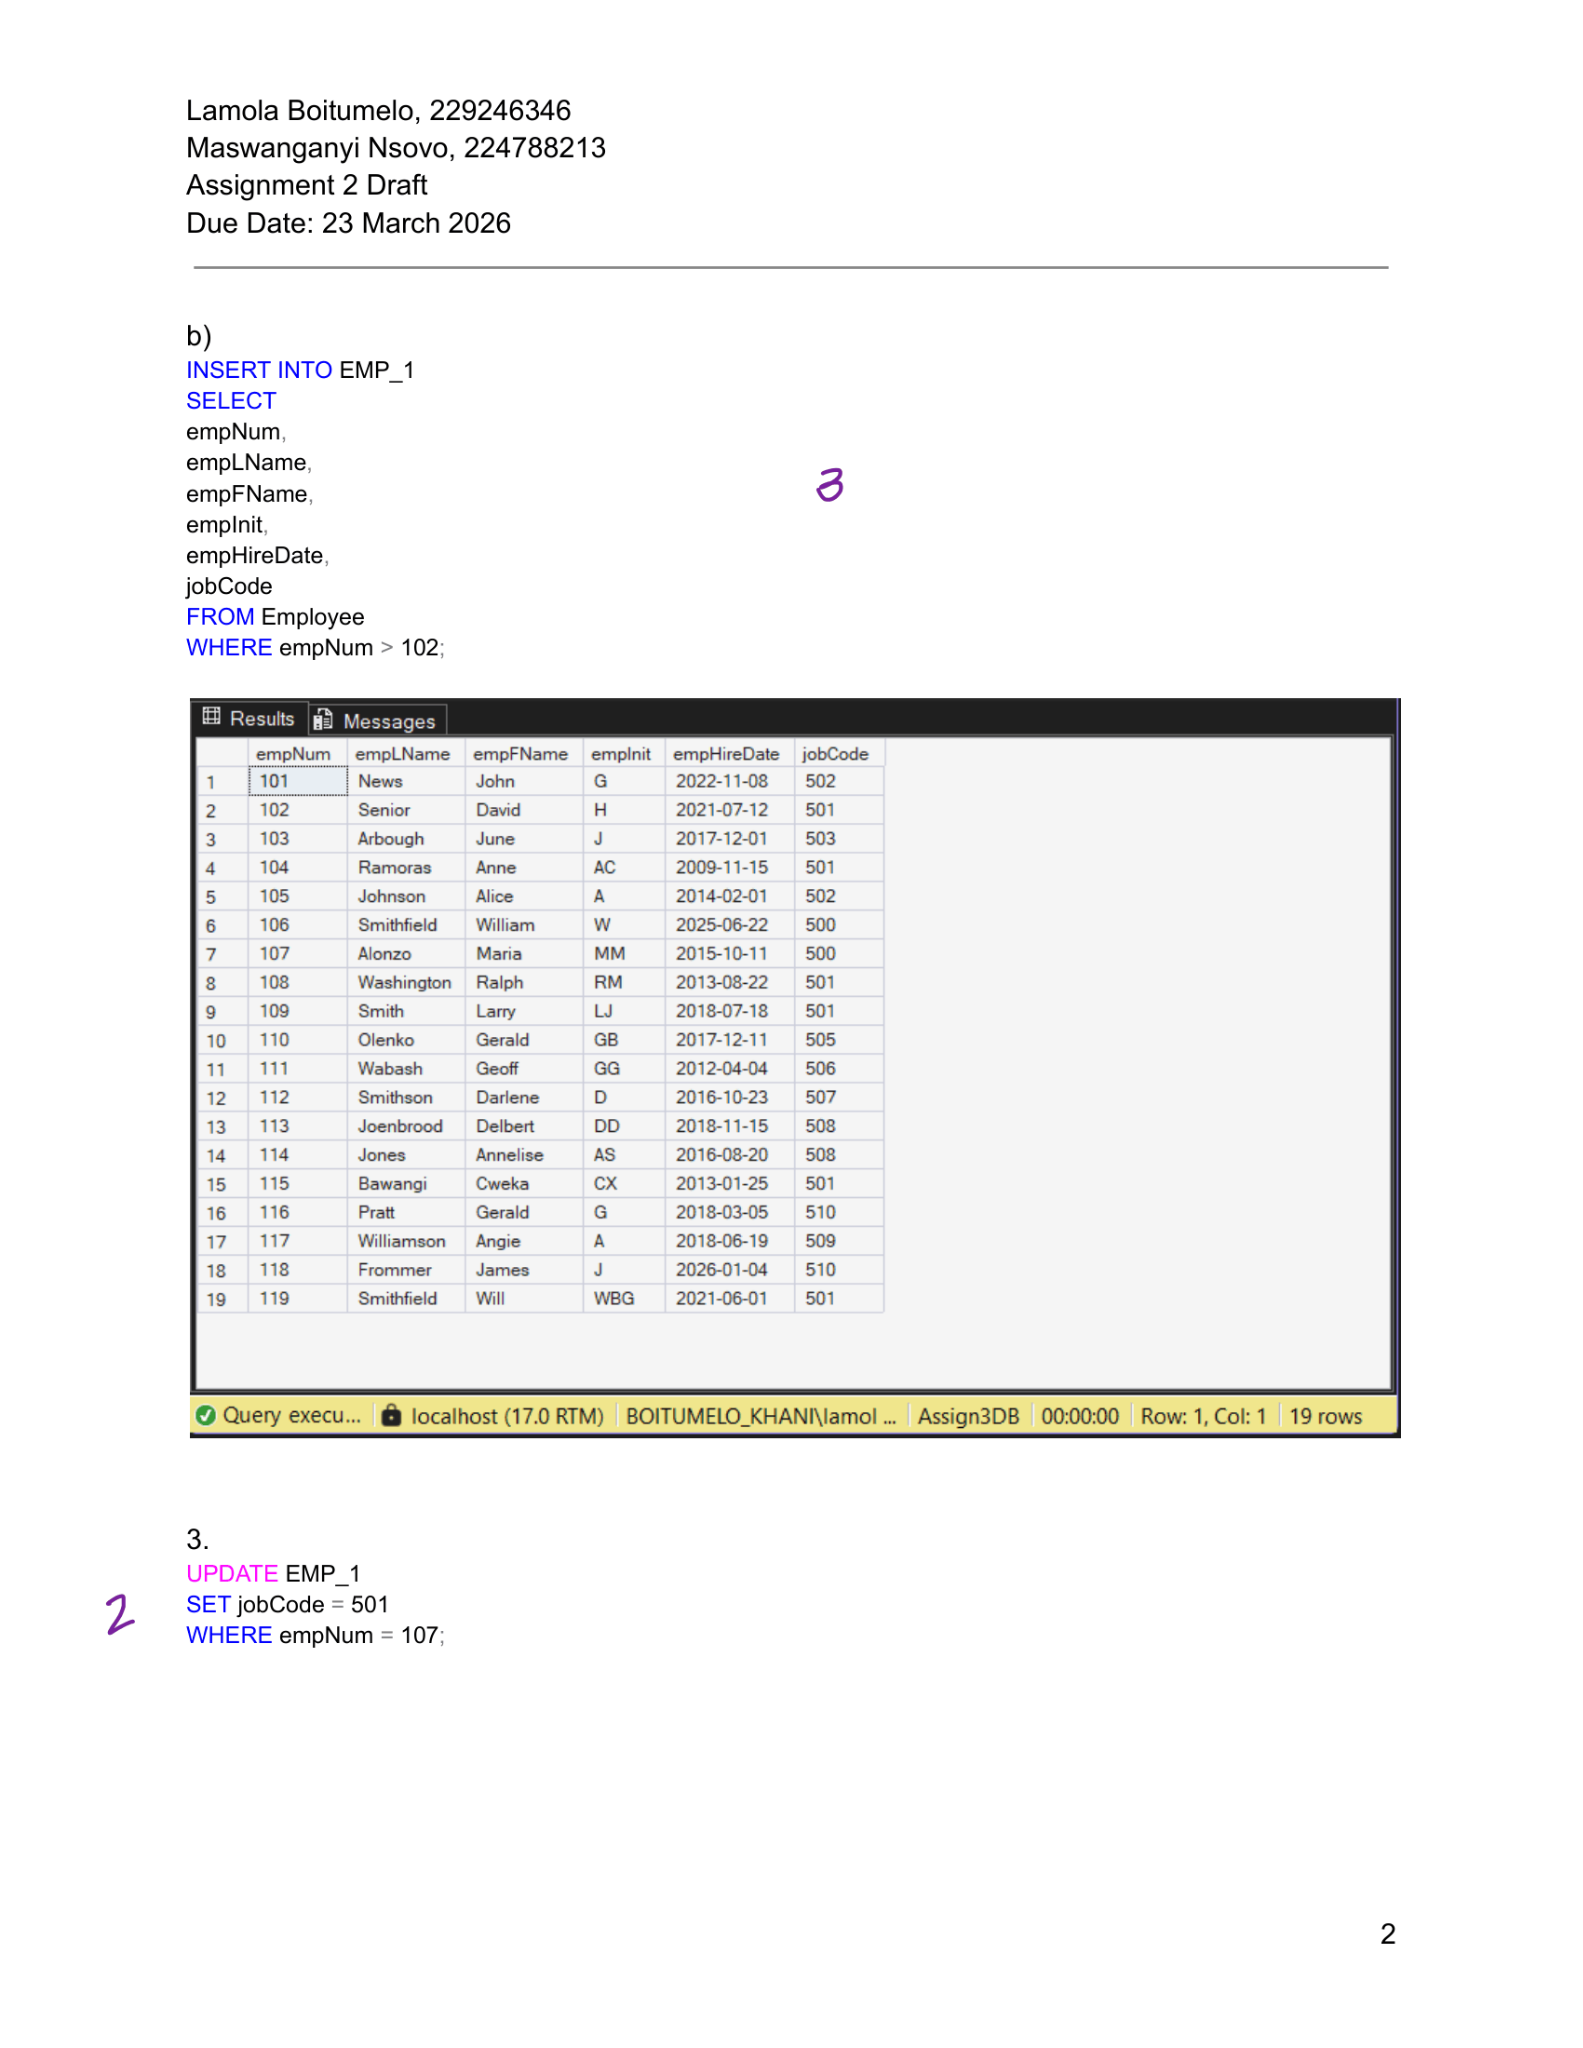 Lamola Boitumelo, 229246346
Maswanganyi Nsovo, 224788213
Assignment 2 Draft
Due Date: 23 March 2026
b)
INSERT INTO EMP_1
SELECT
empNum,
empLName,
3
empFName,
empInit,
empHireDate,
jobCode
FROM Employee
WHERE empNum > 102;
Results Messages
empNum empLName empFName empInit empHireDate jobCode
1 101 News John G 2022-11-08 502
2 102 Senior David H 2021-07-12 501
3 103 Arbough June J 2017-12-01 503
4 104 Ramoras Anne AC 2009-11-15 501
5 105 Johnson Alice A 2014-02-01 502
6 106 Smithfield William W 2025-06-22 500
7 107 Alonzo Maria MM 2015-10-11 500
8 108 Washington Ralph RM 2013-08-22 501
9 109 Smith Larry LJ 2018-07-18 501
10 110 Olenko Gerald GB 2017-12-11 505
11 111 Wabash Geoff GG 2012-04-04 506
12 112 Smithson Darlene D 2016-10-23 507
13 113 Joenbrood Delbert DD 2018-11-15 508
14 114 Jones Annelise AS 2016-08-20 508
15 115 Bawangi Cweka CX 2013-01-25 501
16 116 Pratt Gerald G 2018-03-05 510
17 117 Williamson Angie A 2018-06-19 509
18 118 Frommer James J 2026-01-04 510
19 119 Smithfield Will WBG 2021-06-01 501
Query execu... localhost (17.0 RTM) BOITUMELO_KHANI\lamol ... Assign3DB 00:00:00 Row: 1, Col: 1 19 rows
3.
UPDATE EMP_1
2 SET jobCode = 501
WHERE empNum = 107;
2